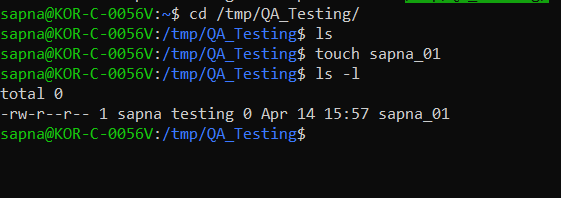 sapna@KOR-C-0056V:~$ cd /tmp/QA_Testing/
sapna@KOR-C-0056V:/tmp/QA_Testing$ ls
sapna@KOR-C-0056V:/tmp/QA_Testing$ touch sapna_01
sapna@KOR-C-0056V:/tmp/QA_Testing$ ls -l
total 0
-rw-r--r-- 1 sapna testing 0 Apr 14 15:57 sapna_01
sapna@KOR-C-0056V:/tmp/QA_Testing$